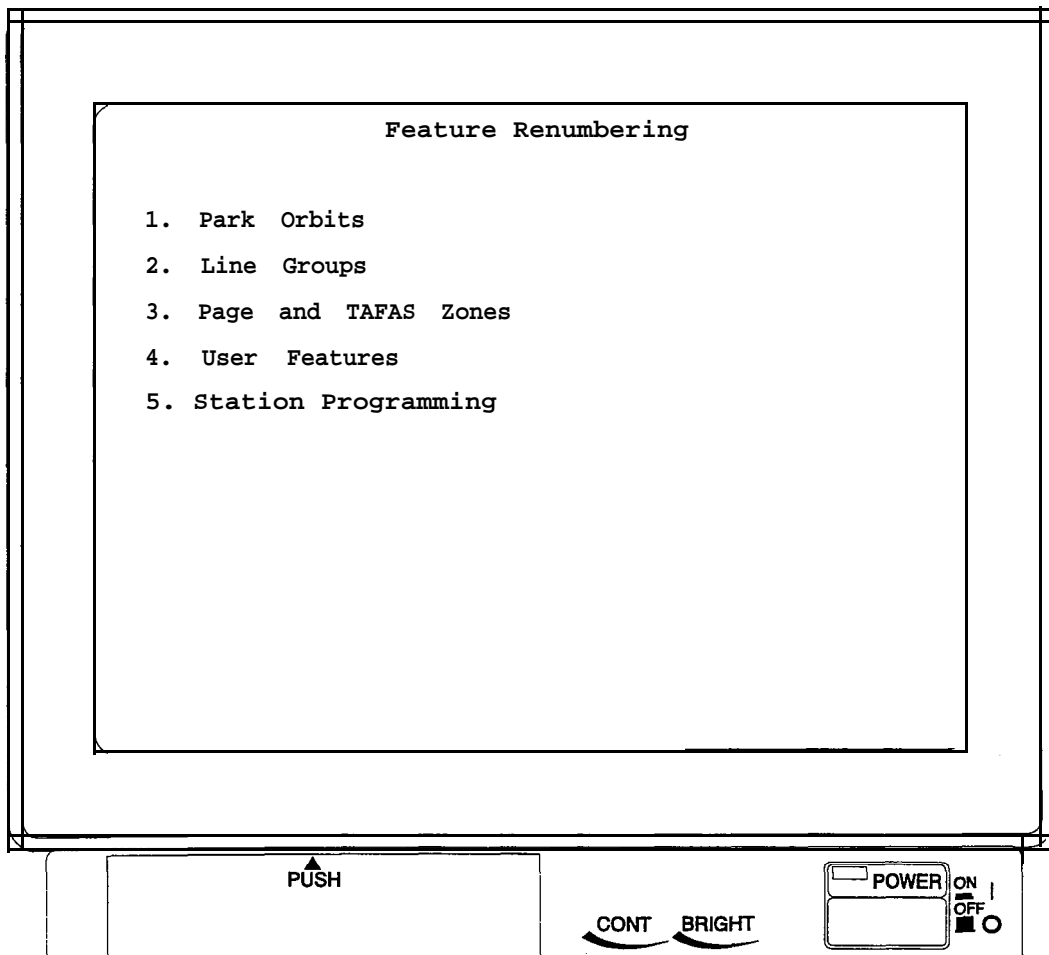 Feature Renumbering
1. Park Orbits
2. Line Groups
3. Page and TAFAS Zones
4. User Features
5. Station Programming
PUSH
CONT BRIGHT
POWER
ON
OFF